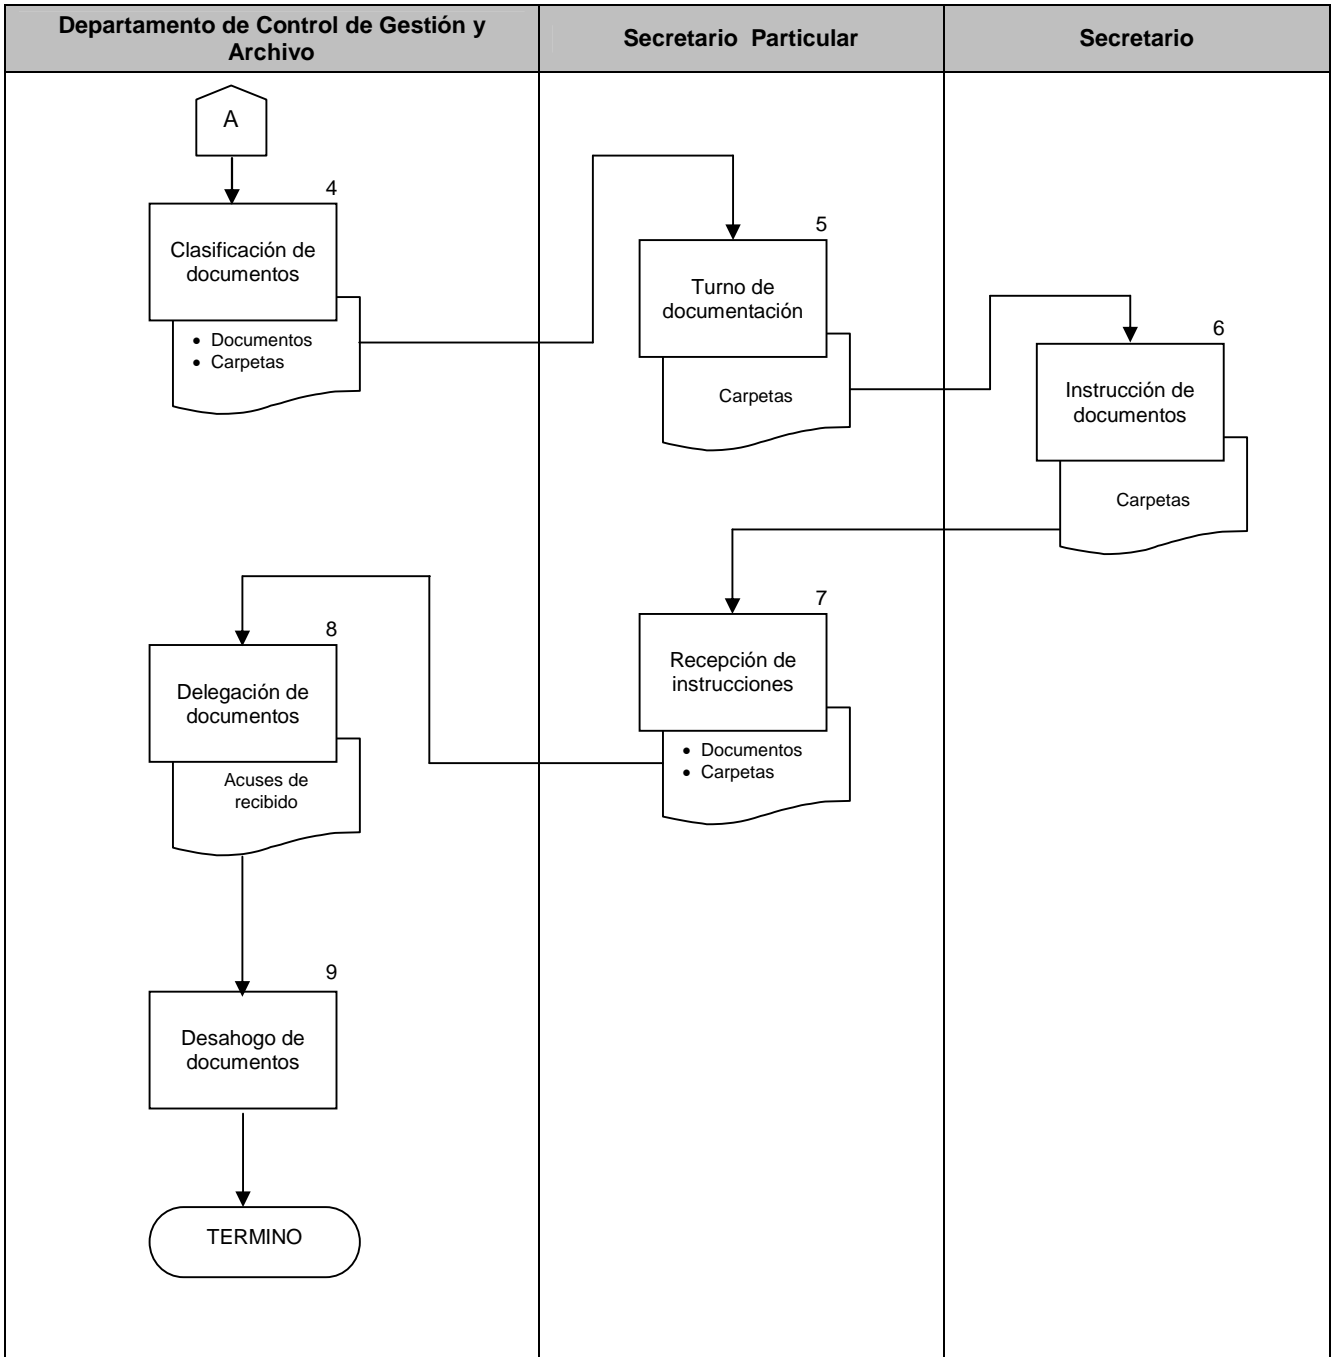 Departamento de Control de Gestión y
Archivo
Secretario Particular
Secretario
A
4
Clasificación de
documentos
• Documentos
• Carpetas
5
Turno de
documentación
Carpetas
6
Instrucción de
documentos
Carpetas
7
Recepción de
instrucciones
• Documentos
• Carpetas
8
Delegación de
documentos
Acuses de
recibido
9
Desahogo de
documentos
TERMINO